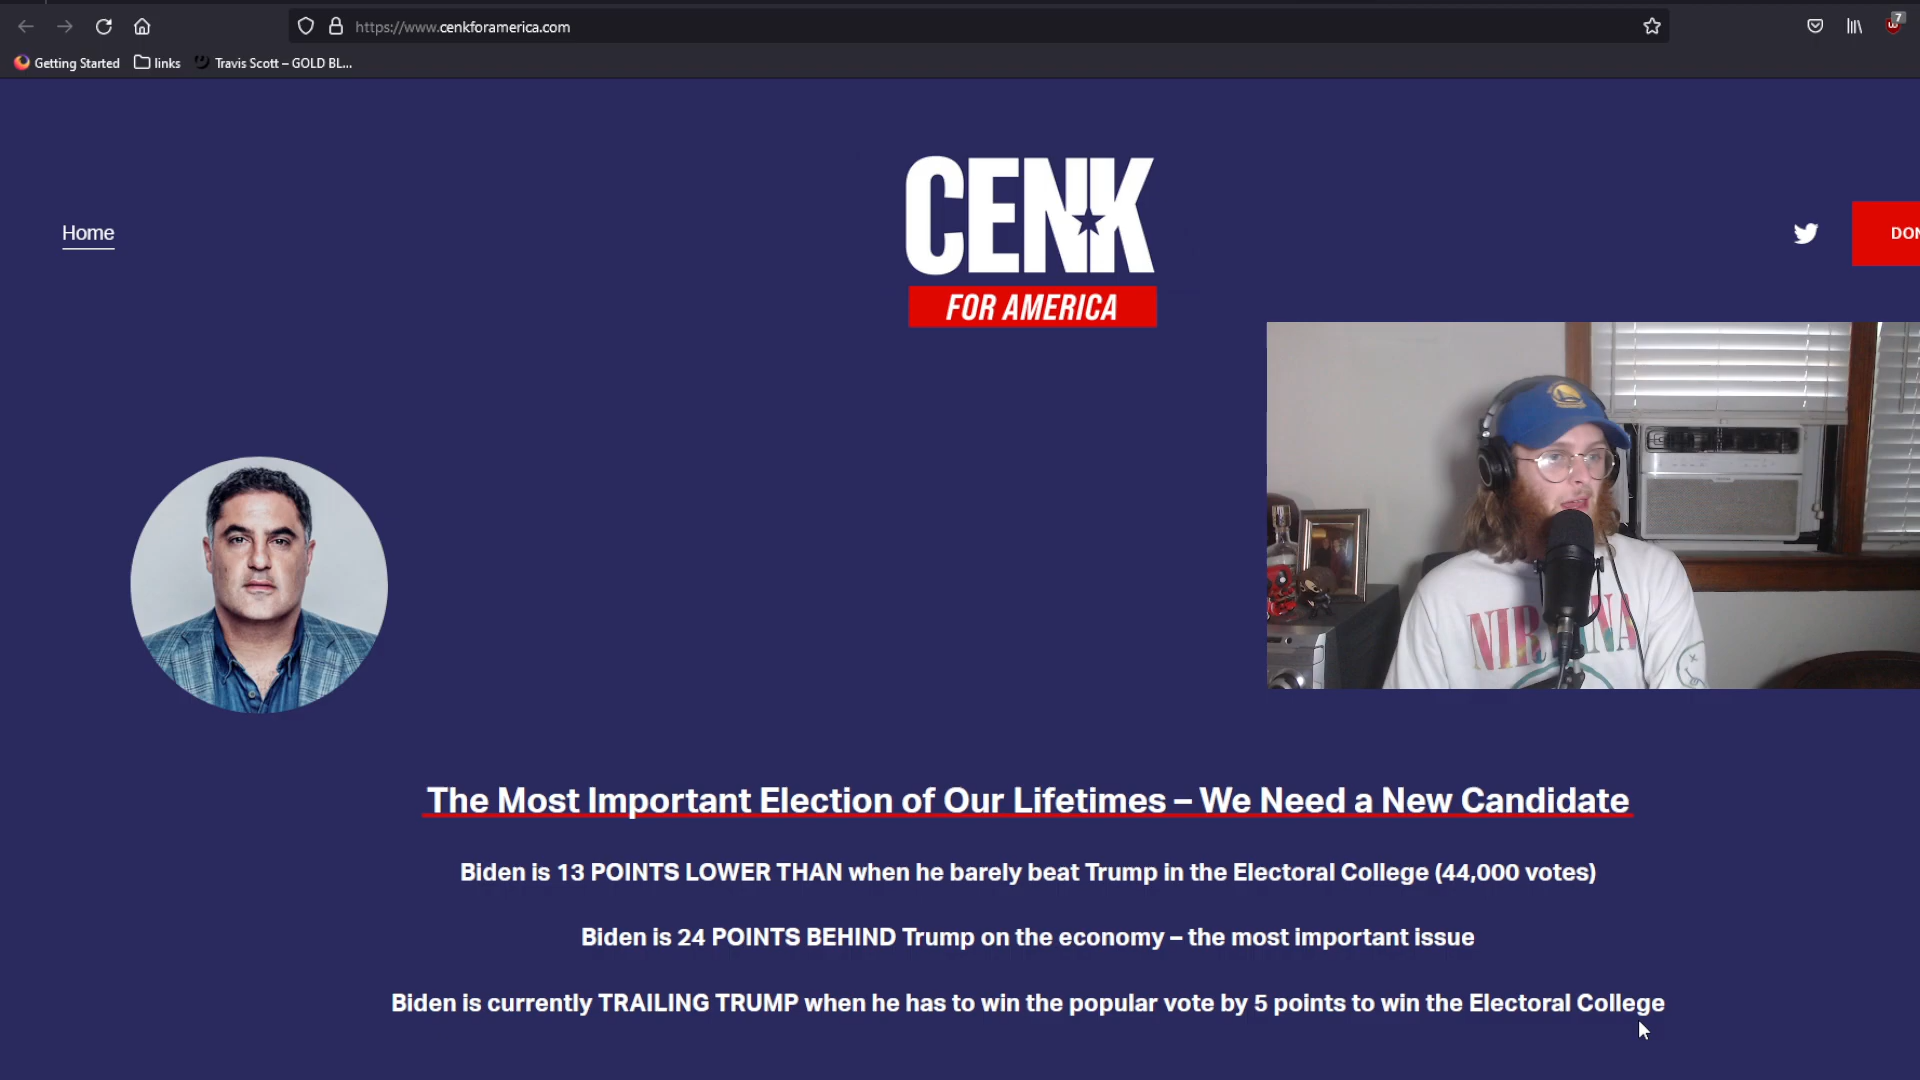 https://www.cenkforamerica.com
7
Getting Started
links
Travis Scott – GOLD BL...
CENK
FOR AMERICA
Home
DON
NIRVANA
The Most Important Election of Our Lifetimes – We Need a New Candidate
Biden is 13 POINTS LOWER THAN when he barely beat Trump in the Electoral College (44,000 votes)
Biden is 24 POINTS BEHIND Trump on the economy – the most important issue
Biden is currently TRAILING TRUMP when he has to win the popular vote by 5 points to win the Electoral College